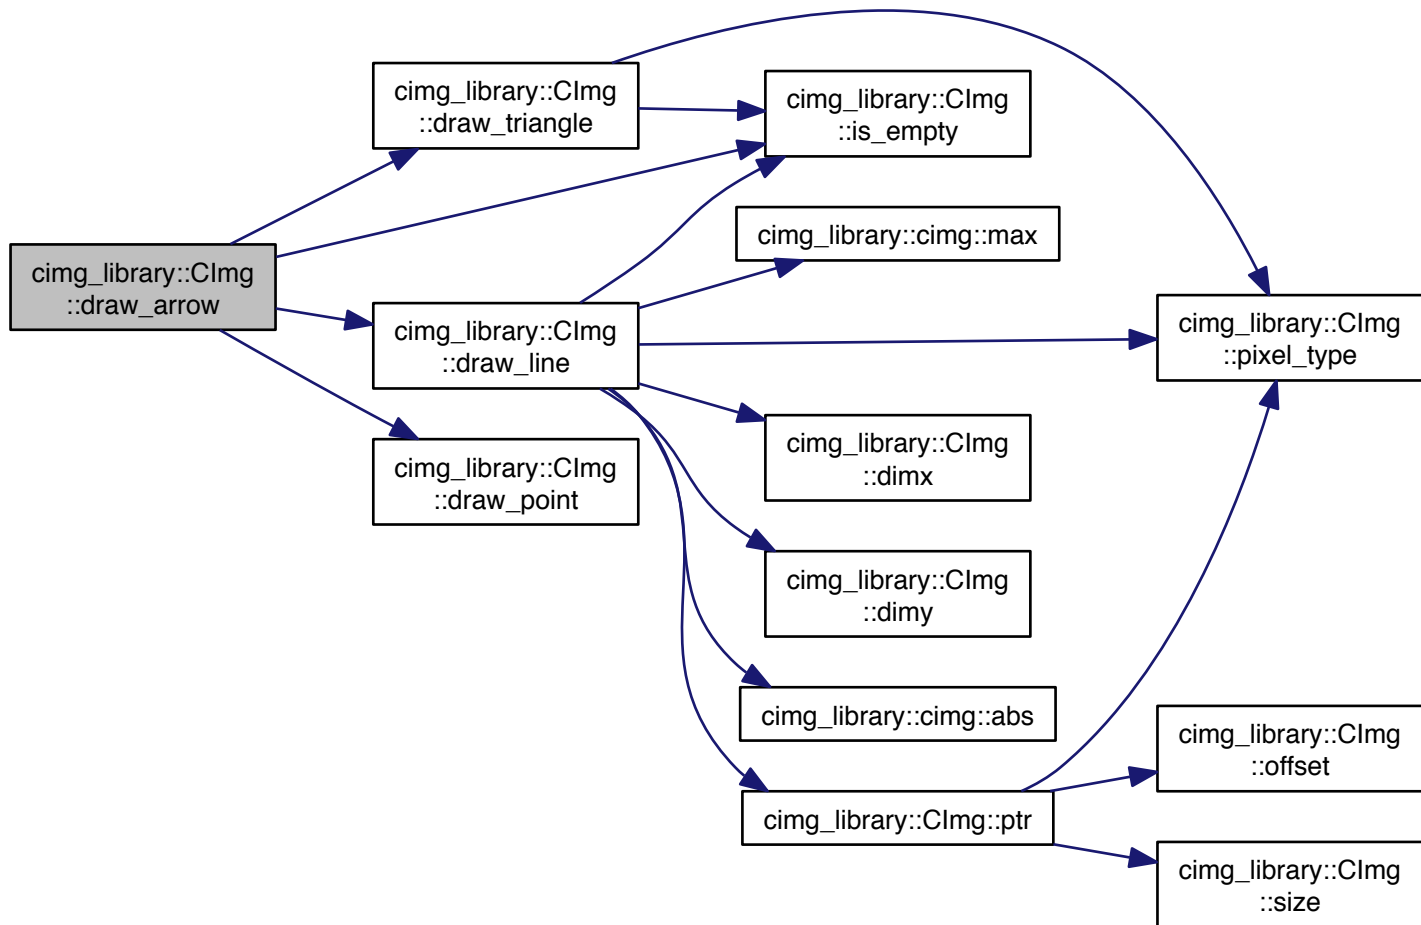 cimg_library::CImg
::draw_arrow
cimg_library::CImg
::draw_triangle
cimg_library::CImg
::draw_line
cimg_library::CImg
::draw_point
cimg_library::CImg
::is_empty
cimg_library::cimg::max
cimg_library::CImg
::dimx
cimg_library::CImg
::dimy
cimg_library::cimg::abs
cimg_library::CImg::ptr
cimg_library::CImg
::pixel_type
cimg_library::CImg
::offset
cimg_library::CImg
::size